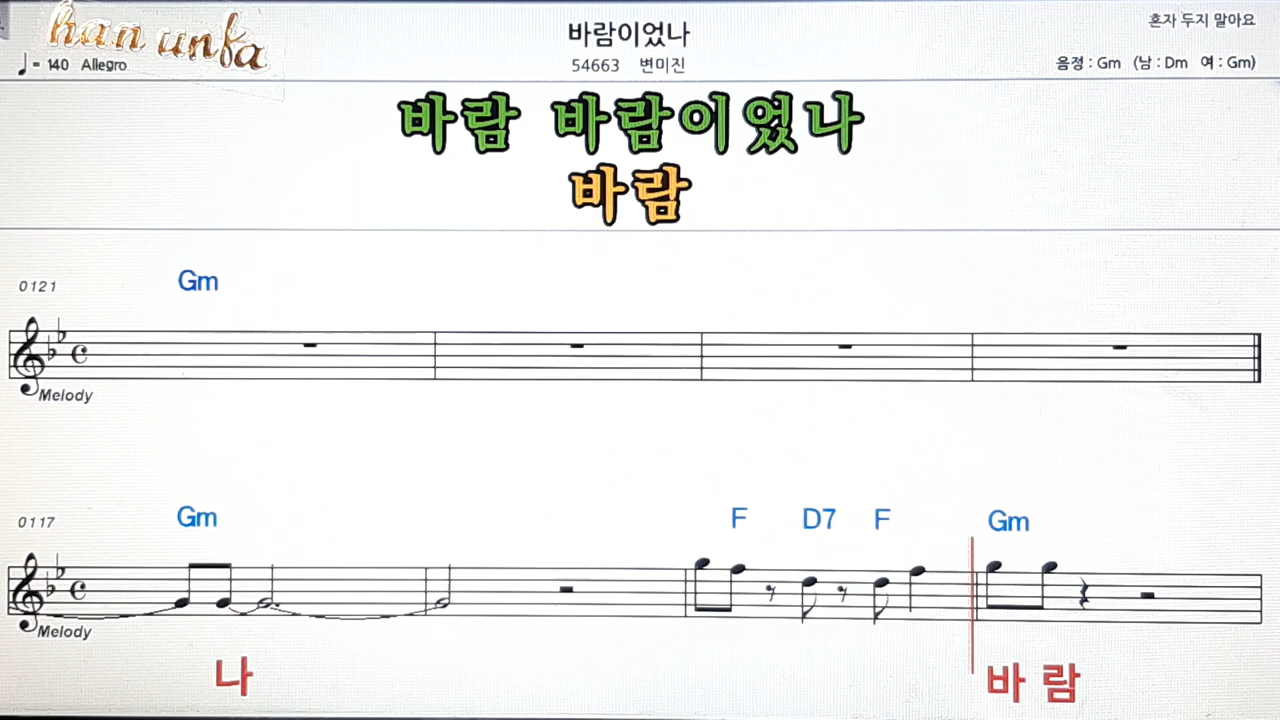 han unfa
바람이었나
혼자 두지 말아요
♩= 140 Allegro
54663 변미진
음정 : Gm (남 : Dm 여 : Gm)
바람 바람이었나
바람
0121 Gm
Melody
0117 Gm F D7 F Gm
Melody
나 바 람